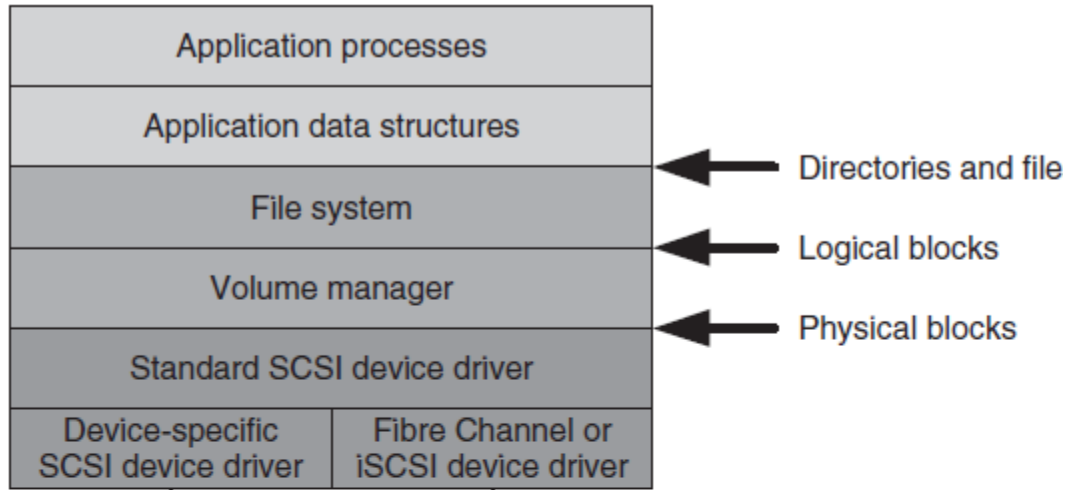 Application processes
Application data structures
Directories and file
File system
Logical blocks
Volume manager
Physical blocks
Standard SCSI device driver
Device-specific
SCSI device driver
Fibre Channel or
iSCSI device driver